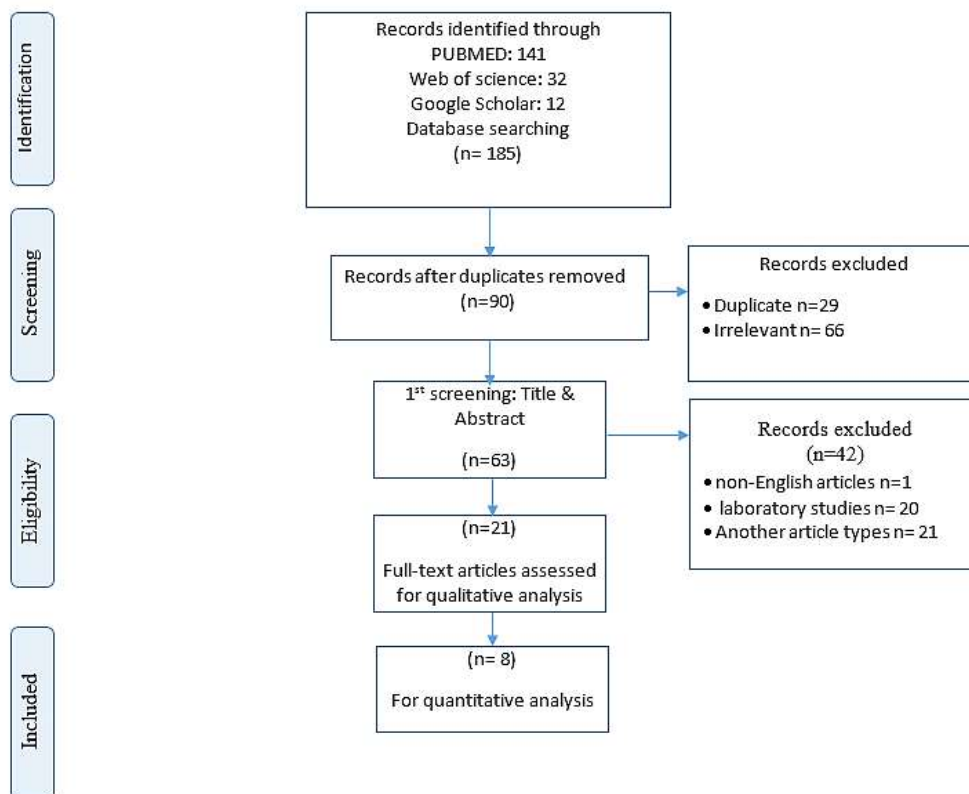 Identification
Records identified through
PUBMED: 141
Web of science: 32
Google Scholar: 12
Database searching
(n= 185)
Screening
Records after duplicates removed
(n=90)
Records excluded
• Duplicate n=29
• Irrelevant n= 66
Eligibility
1st screening: Title &
Abstract
(n=63)
Records excluded
(n=42)
• non-English articles n=1
• laboratory studies n= 20
• Another article types n= 21
(n=21)
Full-text articles assessed
for qualitative analysis
Included
(n= 8)
For quantitative analysis